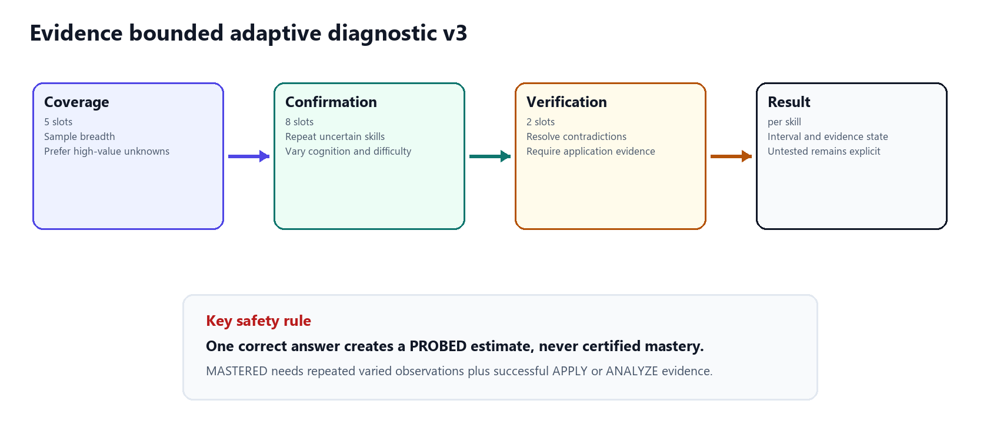 Evidence bounded adaptive diagnostic v3
Coverage
5 slots
Sample breadth
Prefer high-value unknowns
Confirmation
8 slots
Repeat uncertain skills
Vary cognition and difficulty
Verification
2 slots
Resolve contradictions
Require application evidence
Result
per skill
Interval and evidence state
Untested remains explicit
Key safety rule
One correct answer creates a PROBED estimate, never certified mastery.
MASTERED needs repeated varied observations plus successful APPLY or ANALYZE evidence.